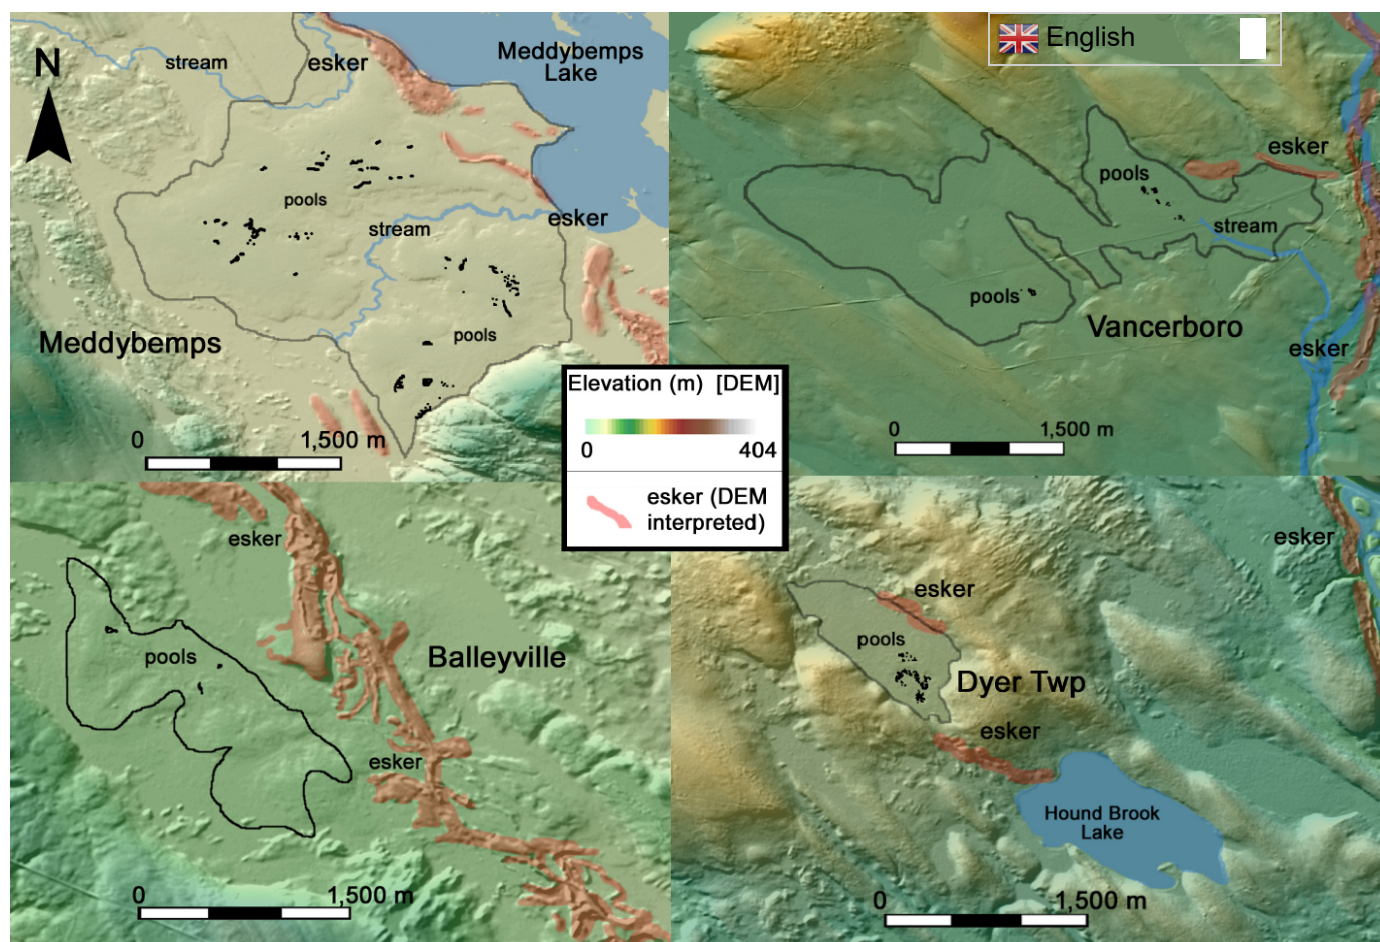 N
stream
esker
Meddybemps
Lake
pools
stream
esker
pools
Meddybemps
0 1,500 m
English
esker
pools
stream
pools
Vancerboro
esker
0 1,500 m
Elevation (m) [DEM]
0 404
esker (DEM
interpreted)
esker
pools
Balleyville
esker
0 1,500 m
esker
esker
pools
Dyer Twp
esker
Hound Brook
Lake
0 1,500 m